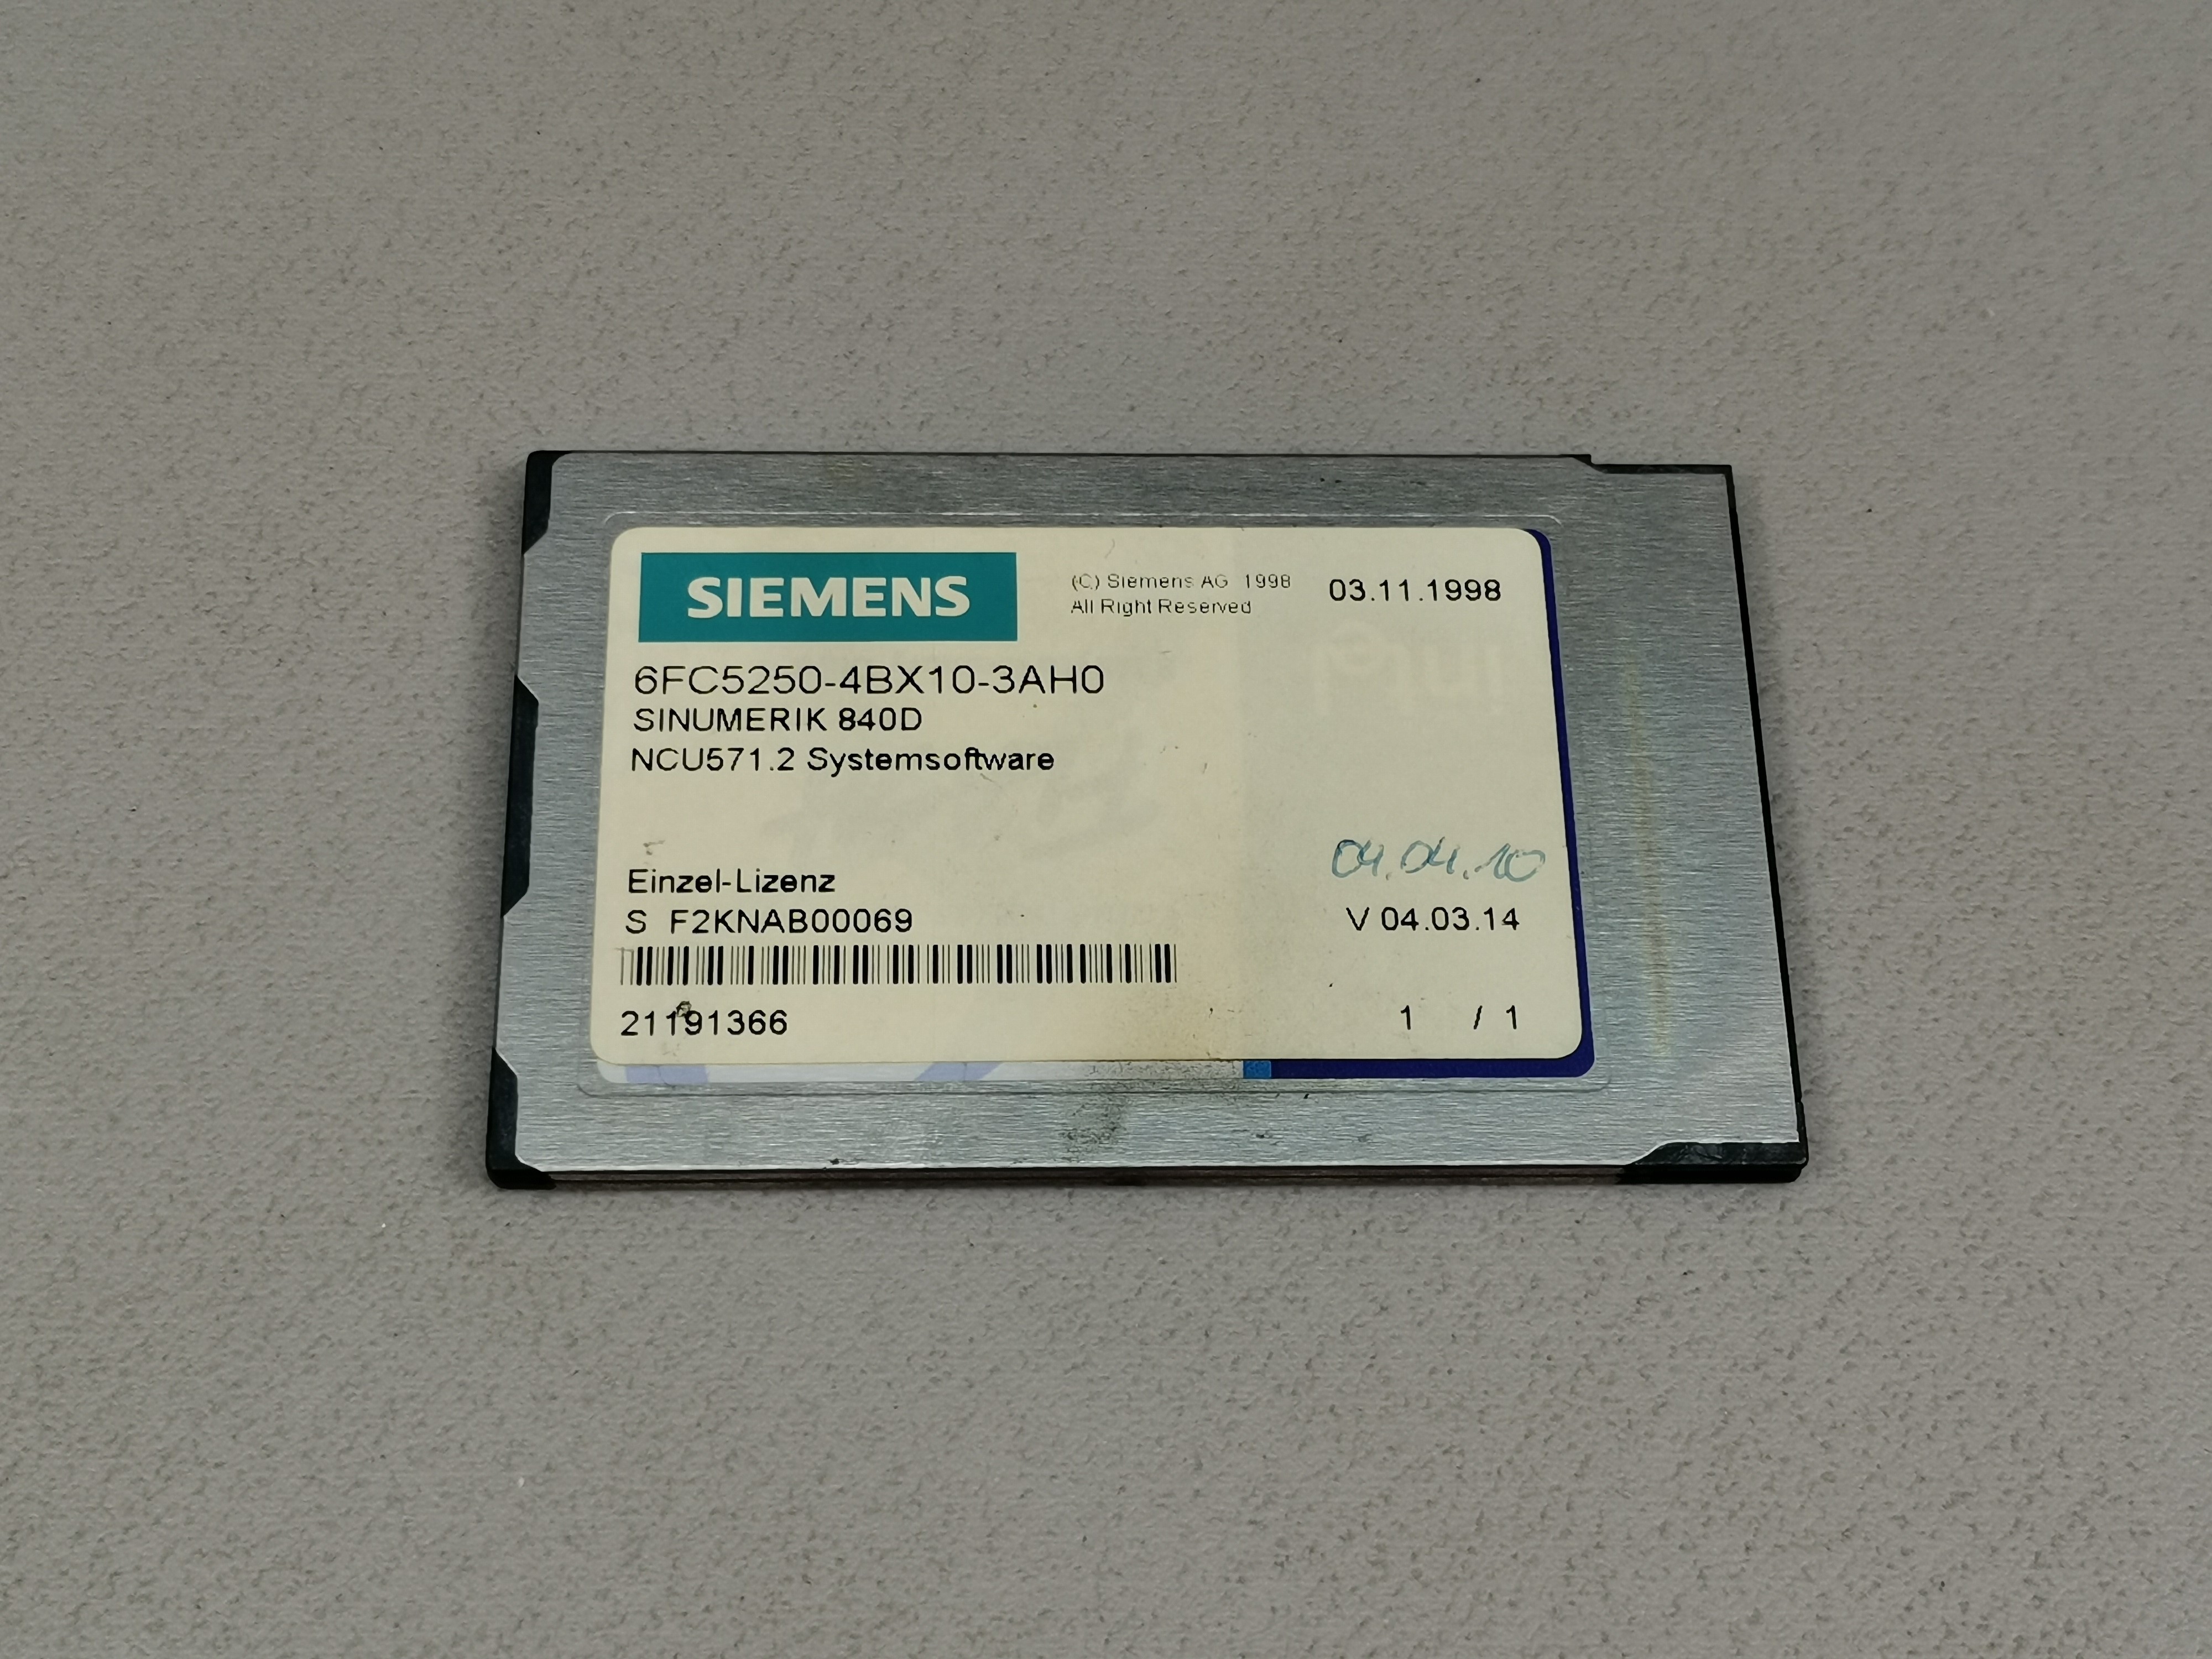 SIEMENS
(C) Siemens AG 1998
All Right Reserved
03.11.1998
6FC5250-4BX10-3AH0
SINUMERIK 840D
NCU571.2 Systemsoftware
04.04.10
Einzel-Lizenz
S F2KNAB00069
V 04.03.14
21191366
1 / 1